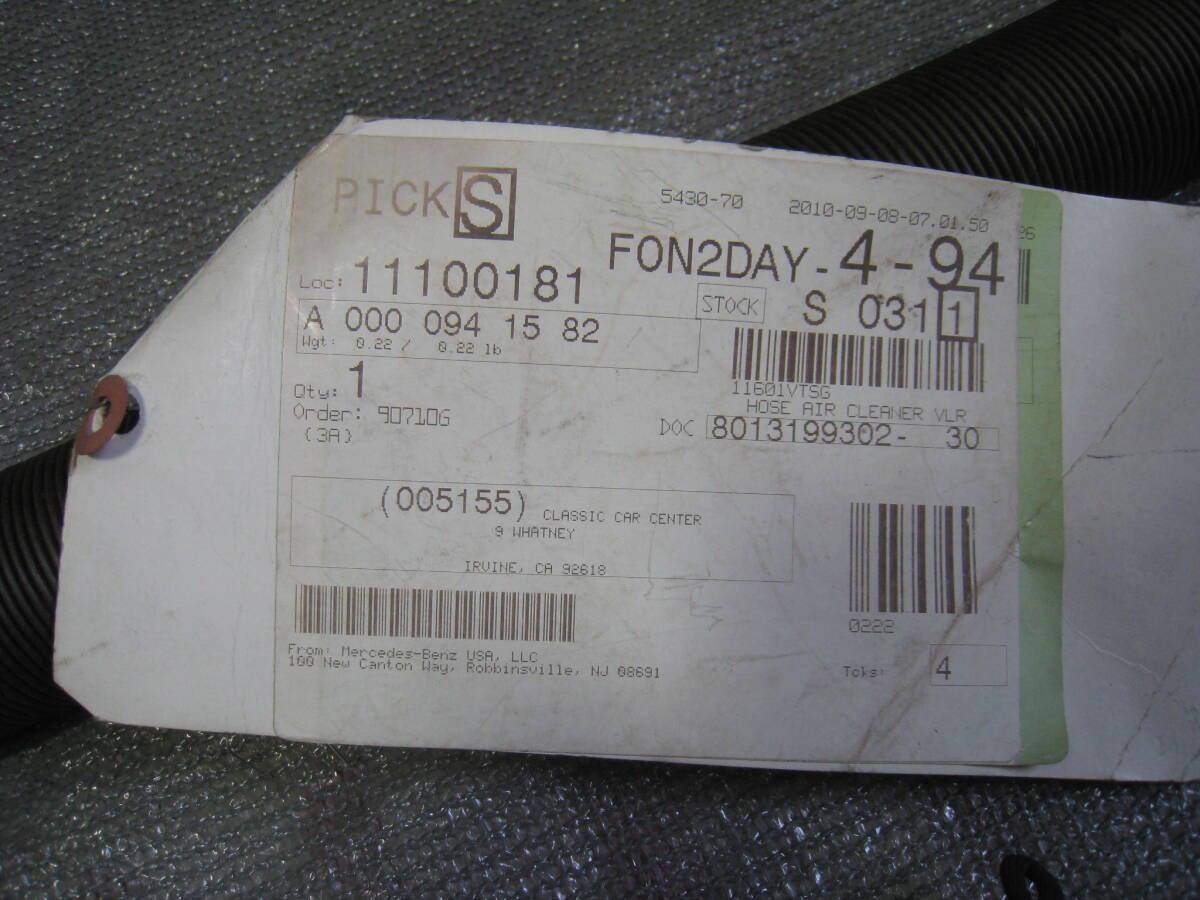 PICK S
5430-70 2010-09-08-07.01.50
26
FON2DAY-4-94
Loc: 11100181
STOCK S 031 1
A 000 094 15 82
Wgt: 0.22 / 0.22 lb
11601VTSG
Qty: 1
HOSE AIR CLEANER VLR
Order: 90710G
DOC 8013199302- 30
(3A)
(005155) CLASSIC CAR CENTER
9 WHATNEY
IRVINE, CA 92618
0222
From: Mercedes-Benz USA, LLC
100 New Canton Way, Robbinsville, NJ 08691
Tcks: 4